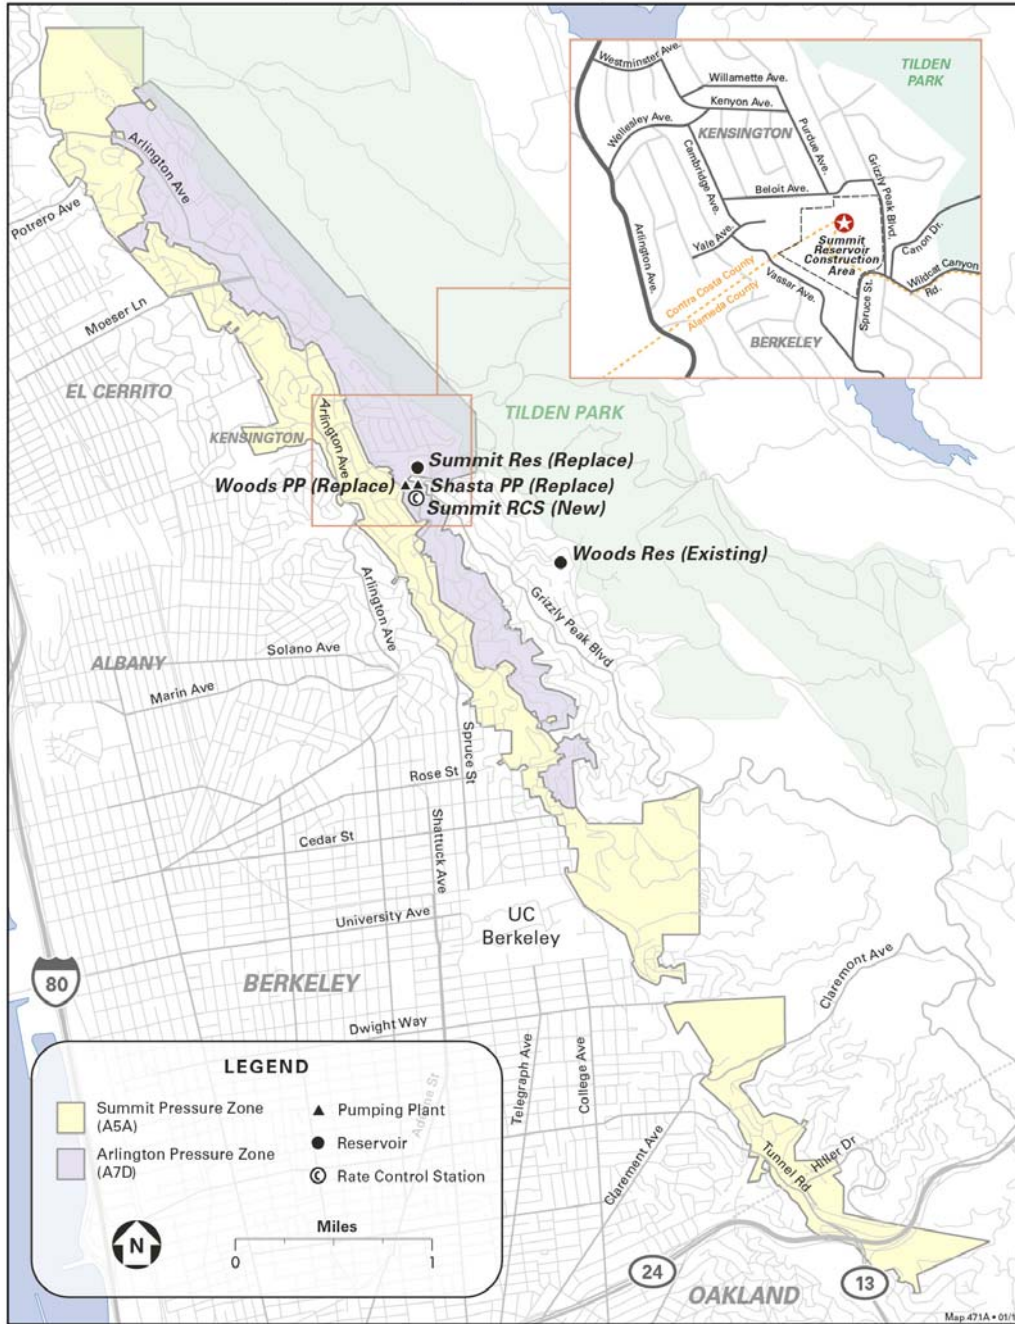 Westminster Ave.
Willamette Ave.
Kenyon Ave.
Wellesley Ave.
KENSINGTON
Purdue Ave.
TILDEN
PARK
Cambridge Ave.
Beloit Ave.
Grizzly Peak Blvd.
Arlington Ave.
Yale Ave.
Summit
Reservoir
Construction
Area
Canon Dr.
Wildcat Canyon
Rd.
Contra Costa County
Alameda County
Vassar Ave.
Spruce St.
BERKELEY
Arlington Ave
Potrero Ave
Moeser Ln
EL CERRITO
KENSINGTON
Arlington Ave
TILDEN PARK
Summit Res (Replace)
Woods PP (Replace)
Shasta PP (Replace)
Summit RCS (New)
Woods Res (Existing)
Arlington Ave
Grizzly Peak Blvd
Solano Ave
ALBANY
Marin Ave
Spruce St
Rose St
Shattuck Ave
Cedar St
University Ave
UC
Berkeley
80
BERKELEY
Claremont Ave
Dwight Way
Telegraph Ave
College Ave
Claremont Ave
Tunnel Rd
Hiller Dr
LEGEND
Summit Pressure Zone
(A5A)
Arlington Pressure Zone
(A7D)
Pumping Plant
Reservoir
Rate Control Station
N
Miles
0
1
24
13
OAKLAND